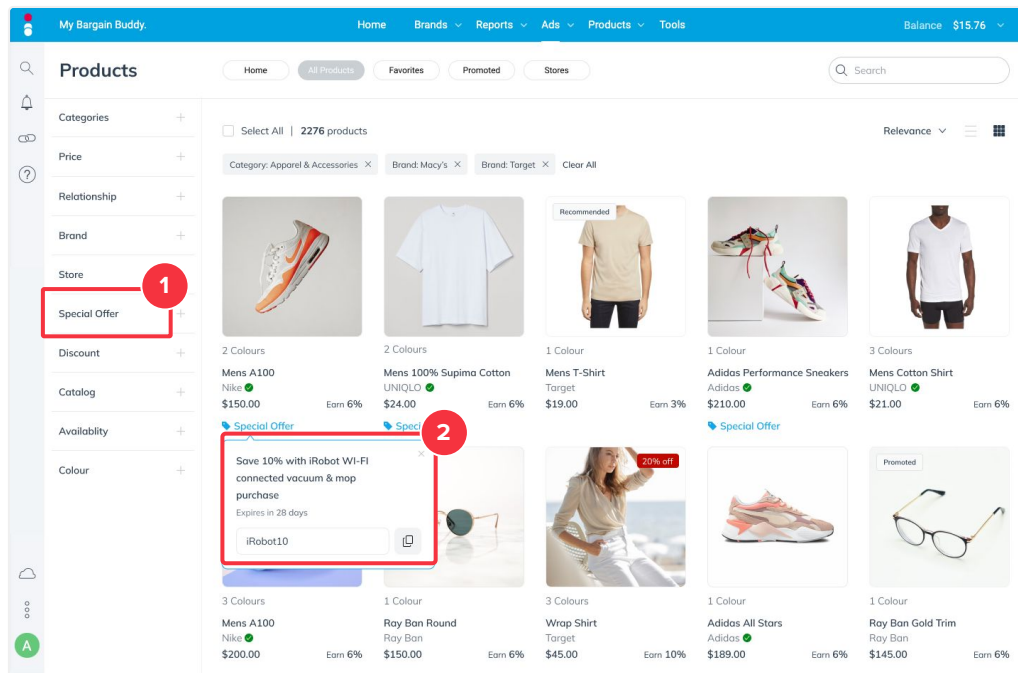 My Bargain Buddy.
Home Brands Reports Ads Products Tools
Balance $15.76
Products
Home All Products Favorites Promoted Stores
Search
Categories
Price
Relationship
Brand
Store
Special Offer
Discount
Catalog
Availablity
Colour
1
Select All | 2276 products
Relevance
Category: Apparel & Accessories × Brand: Macy's × Brand: Target × Clear All
Recommended
2 Colours
Mens A100
Nike
$150.00 Earn 6%
Special Offer
2 Colours
Mens 100% Supima Cotton
UNIQLO
$24.00 Earn 6%
Speci
1 Colour
Mens T-Shirt
Target
$19.00 Earn 3%
1 Colour
Adidas Performance Sneakers
Adidas
$210.00 Earn 6%
Special Offer
3 Colours
Mens Cotton Shirt
UNIQLO
$21.00 Earn 6%
2
Save 10% with iRobot WI-FI
connected vacuum & mop
purchase
Expires in 28 days
iRobot10
20% off
Promoted
3 Colours
Mens A100
Nike
$200.00 Earn 6%
1 Colour
Ray Ban Round
Ray Ban
$150.00 Earn 6%
3 Colours
Wrap Shirt
Target
$45.00 Earn 10%
1 Colour
Adidas All Stars
Adidas
$189.00 Earn 6%
1 Colour
Ray Ban Gold Trim
Ray Ban
$145.00 Earn 6%
A